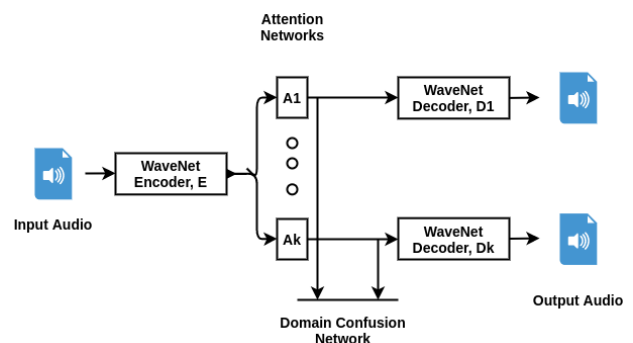 Attention
Networks
A1
WaveNet
Decoder, D1
WaveNet
Encoder, E
Input Audio
Ak
WaveNet
Decoder, Dk
Output Audio
Domain Confusion
Network